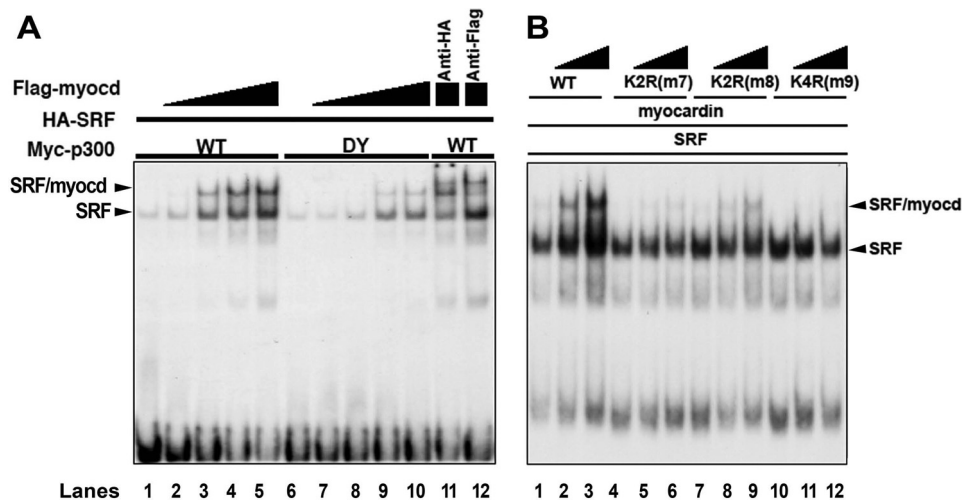 A
Flag-myocd
Anti-HA
Anti-Flag
HA-SRF
Myc-p300
WT DY WT
SRF/myocd
SRF
Lanes 1 2 3 4 5 6 7 8 9 10 11 12
B
WT K2R(m7) K2R(m8) K4R(m9)
myocardin
SRF
SRF/myocd
SRF
1 2 3 4 5 6 7 8 9 10 11 12